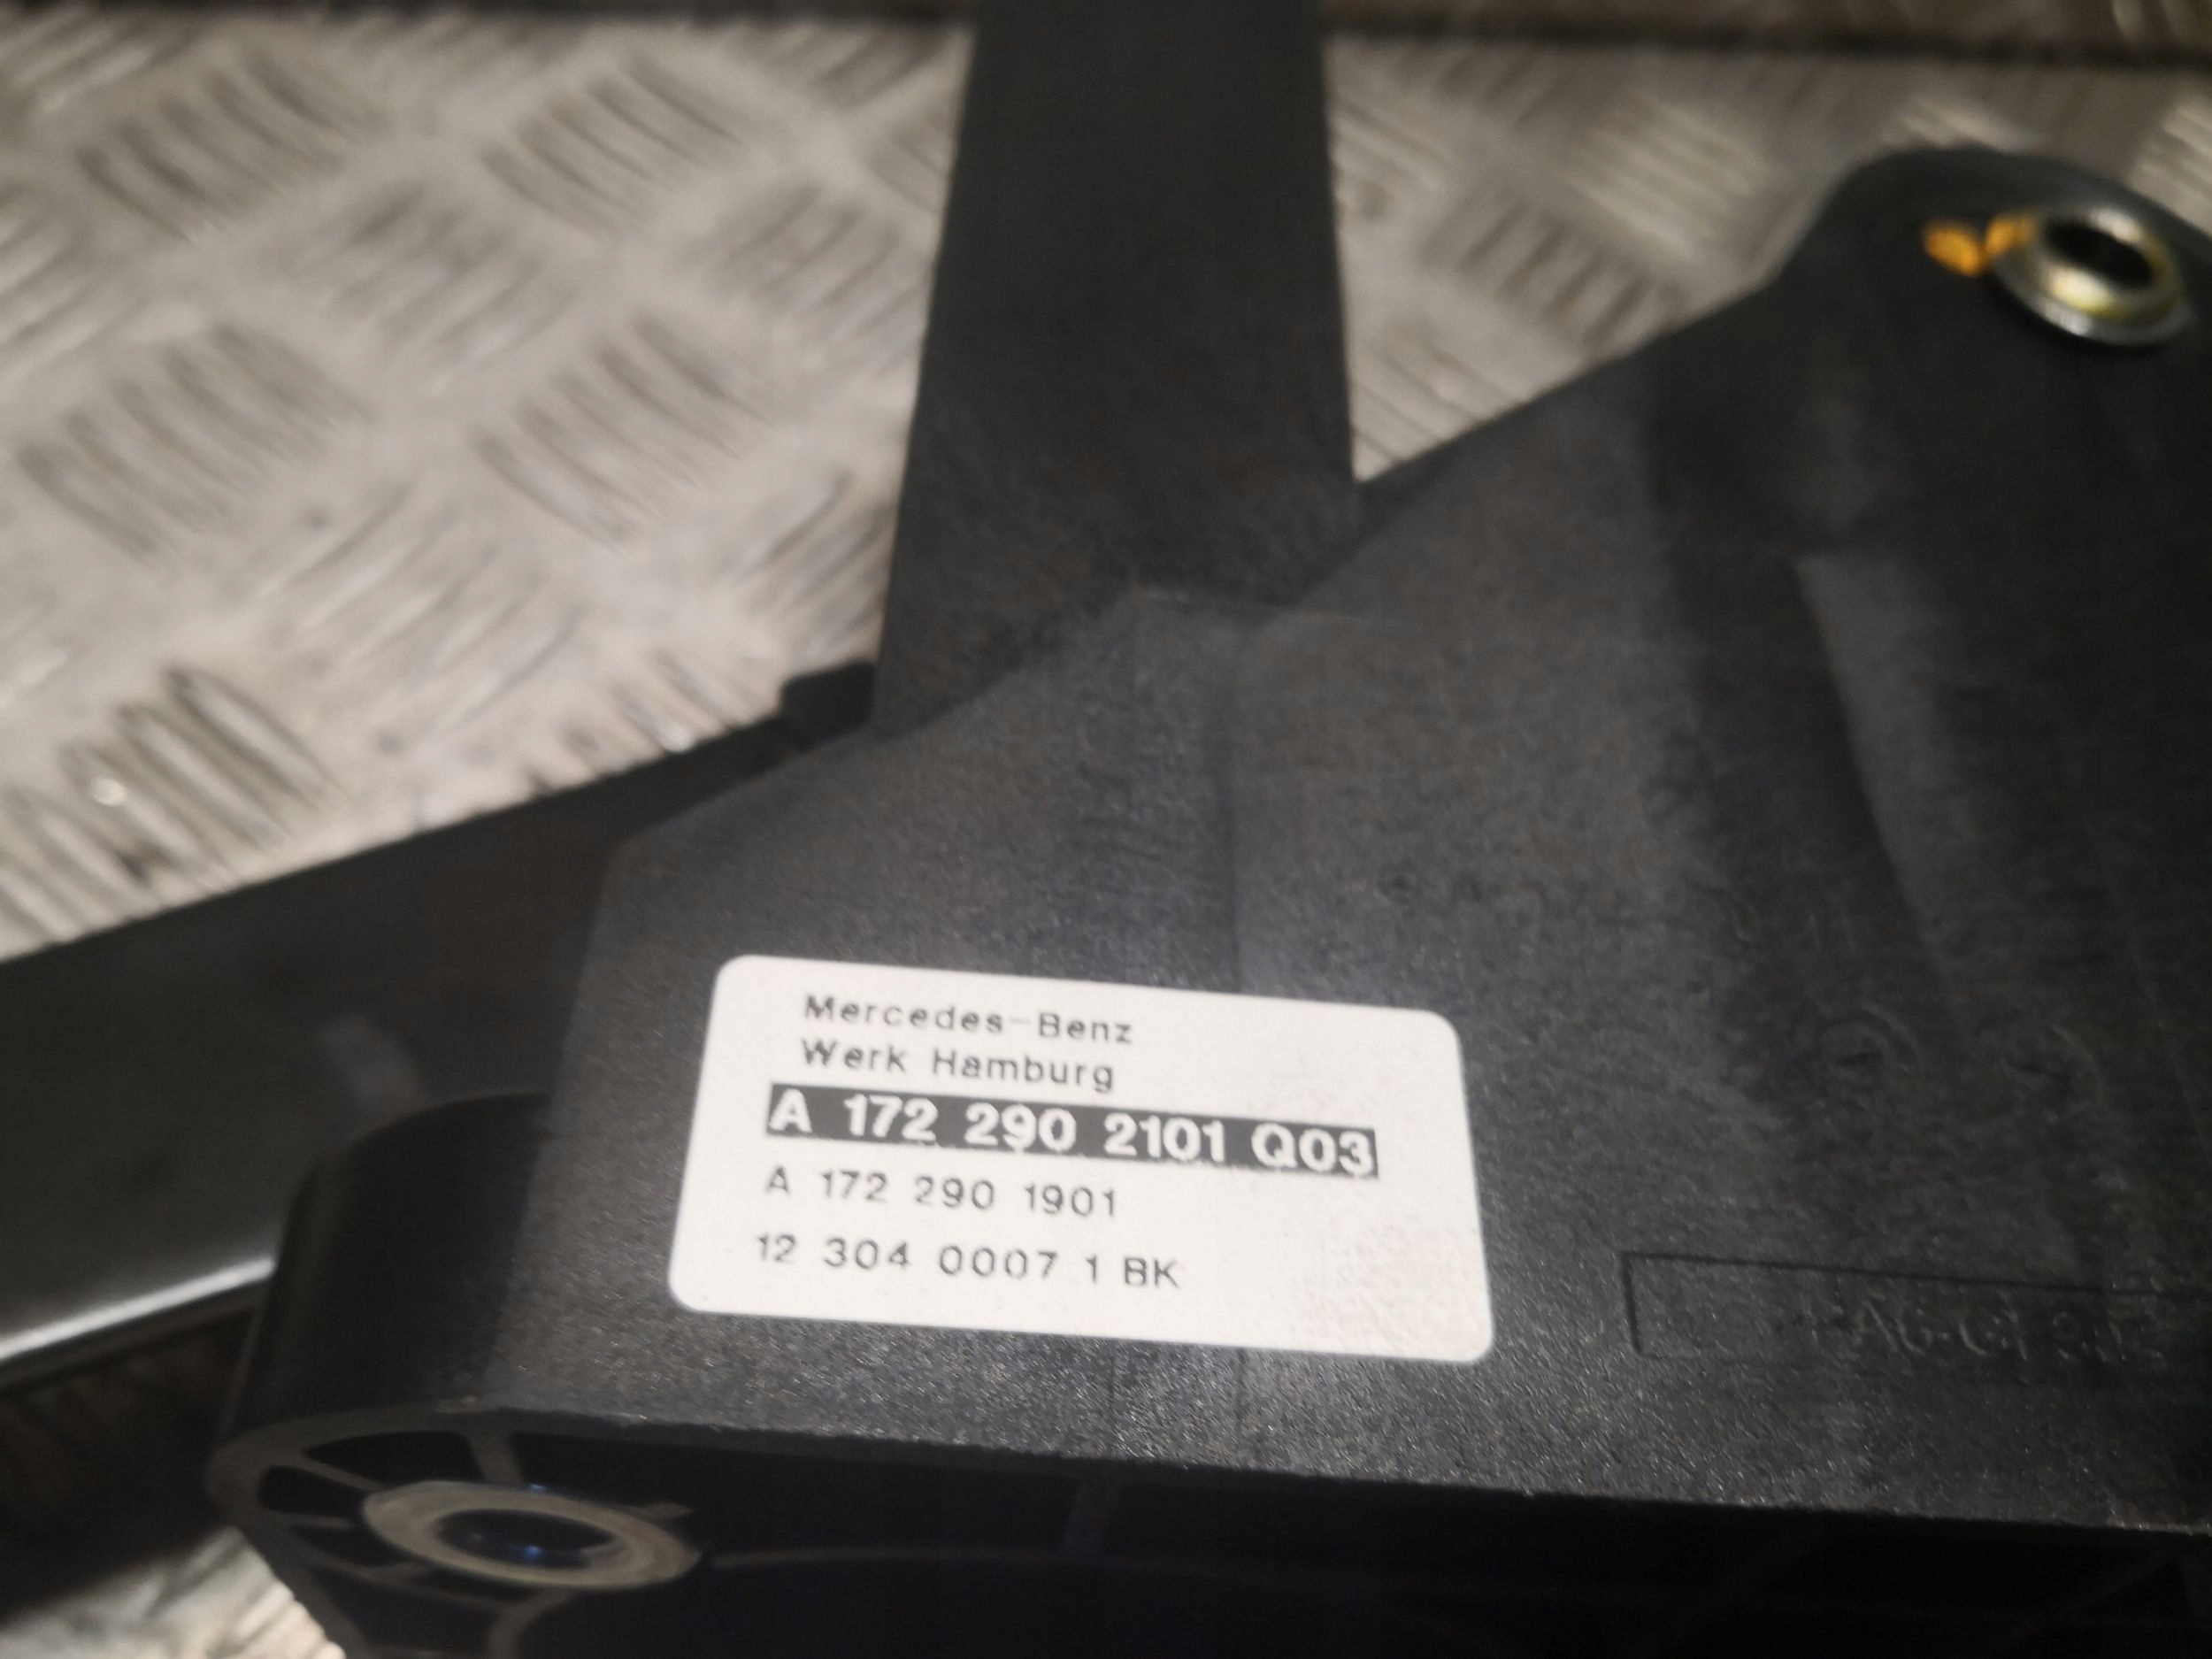 Mercedes-Benz
Werk Hamburg
A 172 290 2101 Q03
A 172 290 1901
12 304 0007 1 BK